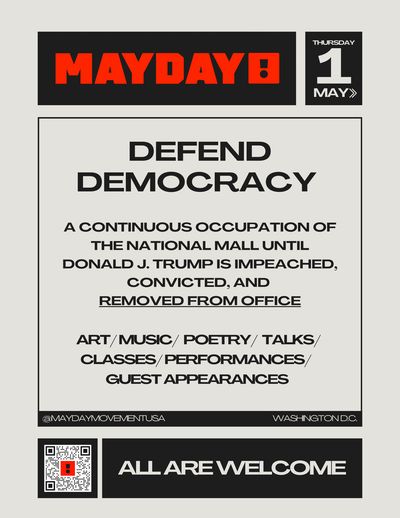 MAYDAY
THURSDAY
1
MAY»
DEFEND
DEMOCRACY
A CONTINUOUS OCCUPATION OF
THE NATIONAL MALL UNTIL
DONALD J. TRUMP IS IMPEACHED,
CONVICTED, AND
REMOVED FROM OFFICE
ART/ MUSIC/ POETRY/ TALKS/
CLASSES/ PERFORMANCES/
GUEST APPEARANCES
@MAYDAYMOVEMENTUSA WASHINGTON D.C.
ALL ARE WELCOME